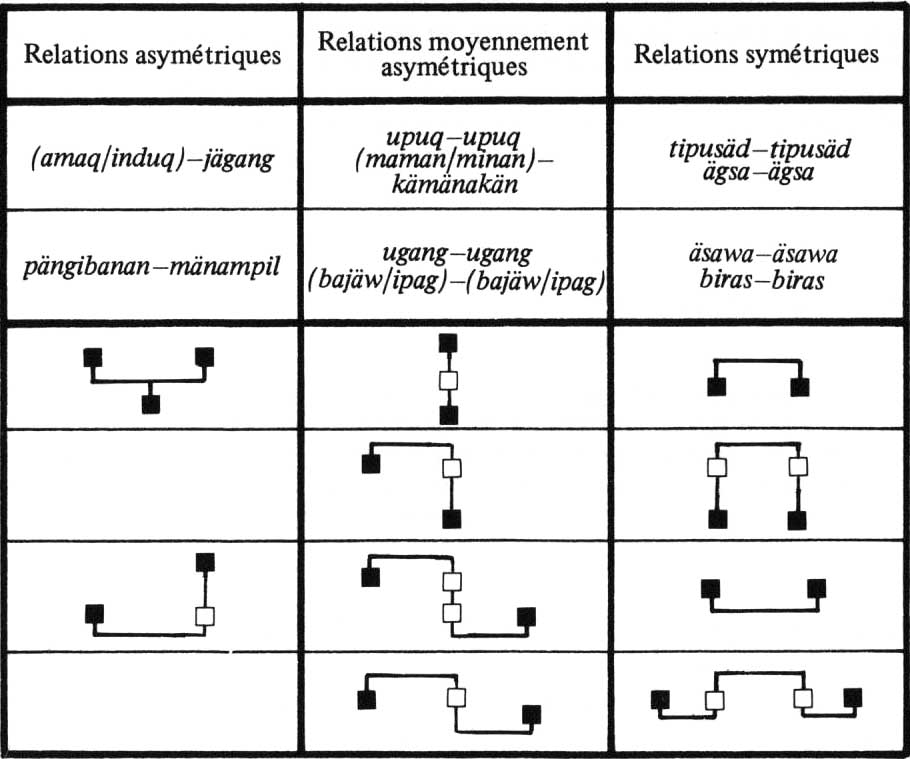 Relations asymétriques
Relations moyennement
asymétriques
Relations symétriques
(amaq/induq)–jägang
upuq–upuq
(maman/minan)–
kämänakän
tipusäd–tipusäd
ägsa–ägsa
pängibanan–mänampil
ugang–ugang
(bajäw/ipag)–(bajäw/ipag)
äsawa–äsawa
biras–biras